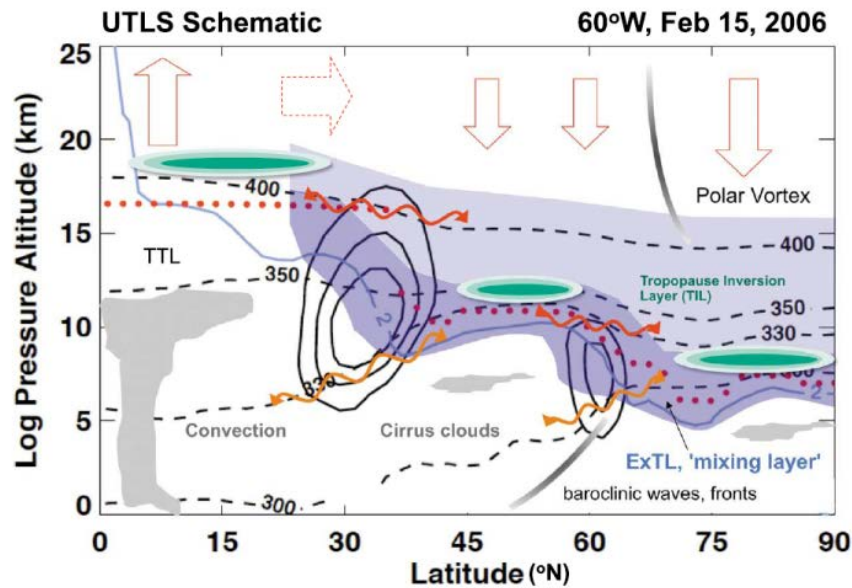 UTLS Schematic
60°W, Feb 15, 2006
Log Pressure Altitude (km)
25
20
15
10
5
0
400
Polar Vortex
TTL
350
400
Tropopause Inversion
Layer (TIL)
350
330
2
330
2
Convection
Cirrus clouds
ExTL, 'mixing layer'
baroclinic waves, fronts
300
0
15
30
45
60
75
90
Latitude (°N)